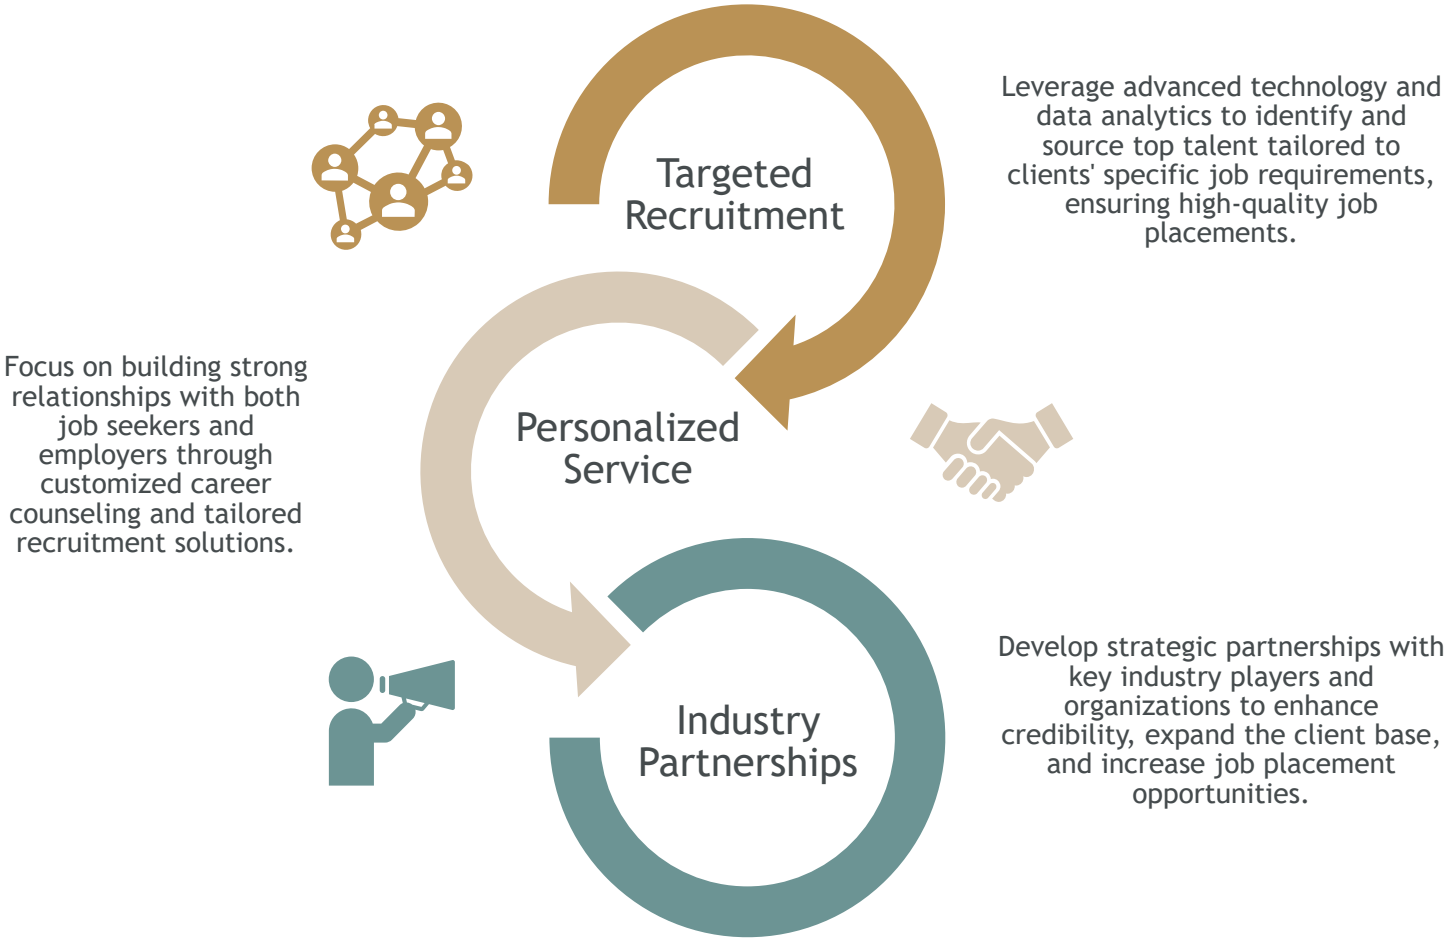 Targeted
Recruitment
Leverage advanced technology and
data analytics to identify and
source top talent tailored to
clients' specific job requirements,
ensuring high-quality job
placements.
Personalized
Service
Focus on building strong
relationships with both
job seekers and
employers through
customized career
counseling and tailored
recruitment solutions.
Industry
Partnerships
Develop strategic partnerships with
key industry players and
organizations to enhance
credibility, expand the client base,
and increase job placement
opportunities.